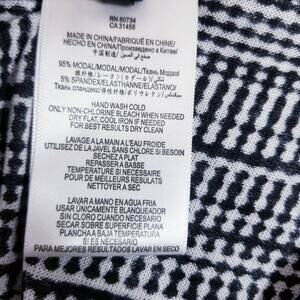 RN 80734
CA 31458
MADE IN CHINA/FABRIQUÉ EN CHINE/
HECHO EN CHINA/Произведено в Китае/
中国製
95% MODAL/MODAL/MODAL/Ткань Модал/
5% SPANDEX/ELASTHANNE/ELASTANO/
HAND WASH COLD
ONLY NON-CHLORINE BLEACH WHEN NEEDED
DRY FLAT, COOL IRON IF NEEDED
FOR BEST RESULTS DRY CLEAN
LAVAGE A LA MAIN A L'EAU FROIDE
UTILISEZ DE LA JAVEL SANS CHLORE SI BESOIN
SECHEZ A PLAT
REPASSER A BASSE
TEMPERATURE SI NECESSAIRE
POUR DE MEILLEURS RESULTATS
NETTOYER A SEC
LAVAR A MANO EN AGUA FRIA
USAR ÚNICAMENTE BLANQUEADOR
SIN CLORO CUANDO NECESARIO
SECAR SOBRE SUPERFICIE PLANA
PLANCHA A BAJA TEMPERATURA
SI ES NECESARIO
PARA MEJORES RESULTADOS LAVAR EN SECO